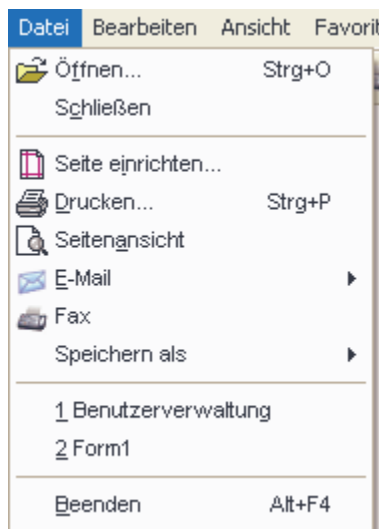 Datei Bearbeiten Ansicht
Öffnen... Strg+O
Schließen
Seite einrichten...
Drucken... Strg+P
Seitenansicht
E-Mail
Fax
Speichern als
1 Benutzerverwaltung
2 Form1
Beenden Alt+F4